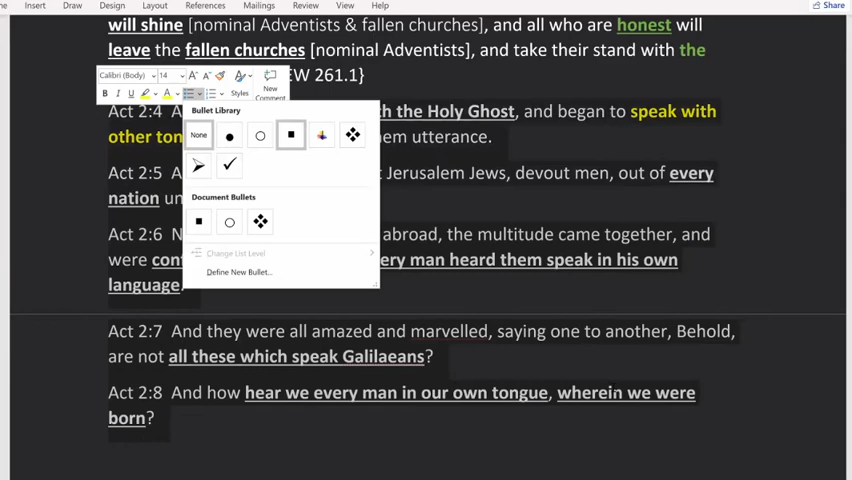 Insert Draw Design Layout References Mailings Review View Help Share
will shine [nominal Adventists & fallen churches], and all who are honest will
leave the fallen churches [nominal Adventists], and take their stand with the
EW 261.1}
Calibri (Body) 14
B I U A Styles New Comment
Bullet Library
None
Document Bullets
Change List Level
Define New Bullet...
Act 2:4 A th the Holy Ghost, and began to speak with
other ton hem utterance.
Act 2:5 Jerusalem Jews, devout men, out of every
nation un
Act 2:6 N abroad, the multitude came together, and
were con ery man heard them speak in his own
language.
Act 2:7 And they were all amazed and marvelled, saying one to another, Behold,
are not all these which speak Galilaeans?
Act 2:8 And how hear we every man in our own tongue, wherein we were
born?